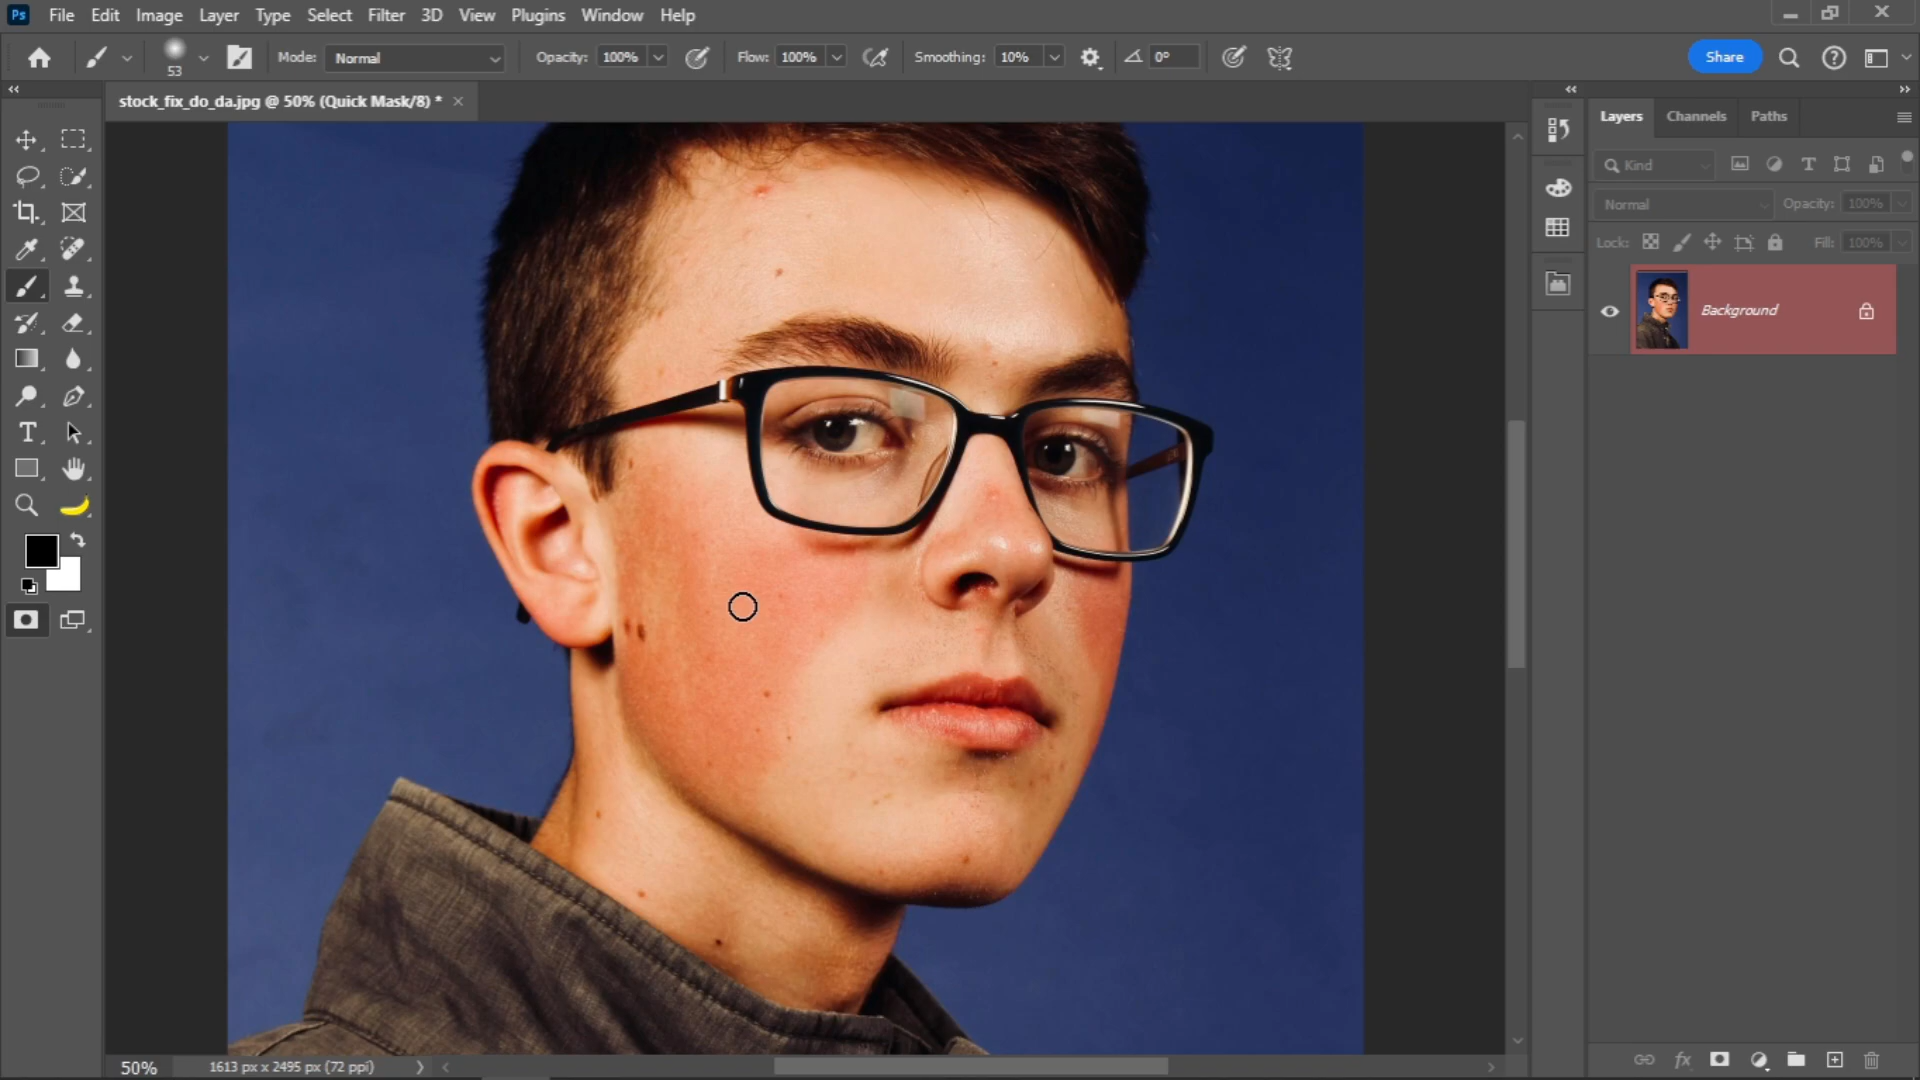 Ps File Edit Image Layer Type Select Filter 3D View Plugins Window Help
53 Mode: Normal Opacity: 100% Flow: 100% Smoothing: 10% 0° Share
stock_fix_do_da.jpg @ 50% (Quick Mask/8) *
Layers Channels Paths
Kind
Normal Opacity: 100%
Lock: Fill: 100%
Background
50% 1613 px x 2495 px (72 ppi)